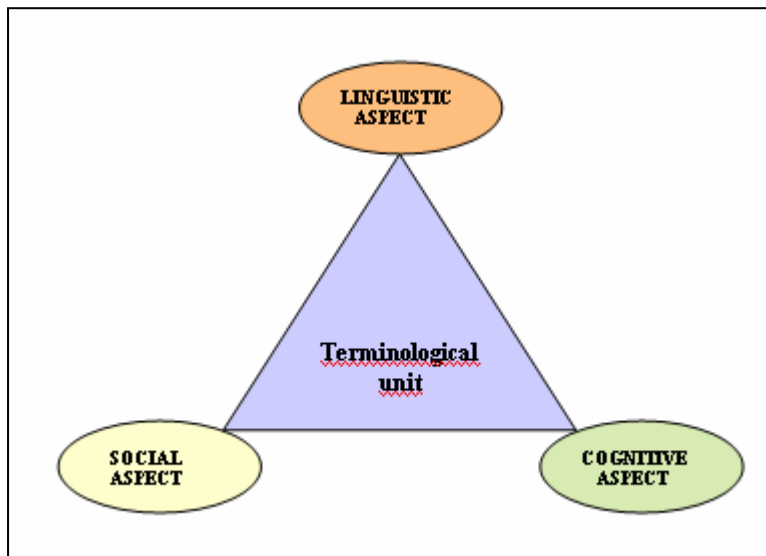 LINGUISTIC
ASPECT
Terminological
unit
SOCIAL
ASPECT
COGNITIVE
ASPECT